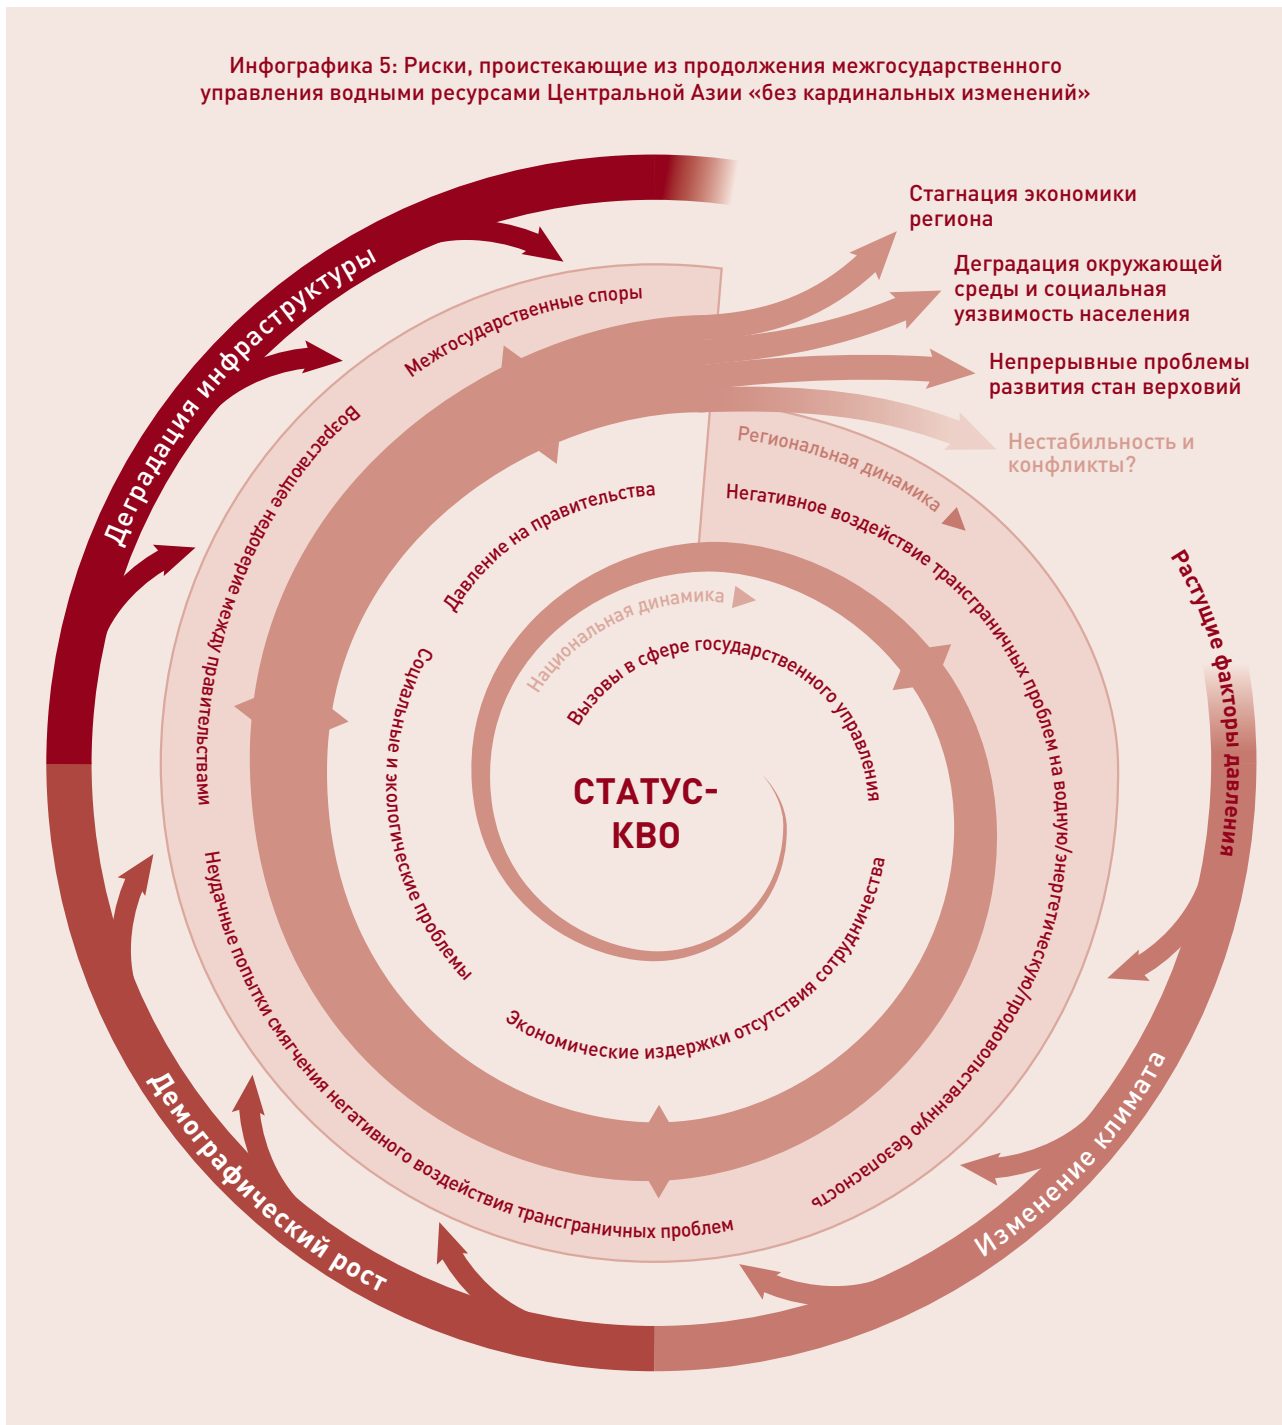 Инфографика 5: Риски, проистекающие из продолжения межгосударственного
управления водными ресурсами Центральной Азии «без кардинальных изменений»
Стагнация экономики
региона
Деградация окружающей
среды и социальная
уязвимость населения
Непрерывные проблемы
развития стан верховий
Нестабильность и
конфликты?
Растущие факторы давления
Изменение климата
Демографический рост
Деградация инфраструктуры
Региональная динамика
Негативное воздействие трансграничных проблем на водную/энергетическую/продовольственную безопасность
Неудачные попытки смягчения негативного воздействия трансграничных проблем
Возрастающее недоверие между правительствами
Межгосударственные споры
Национальная динамика
Вызовы в сфере государственного управления
Экономические издержки отсутствия сотрудничества
Социальные и экологические проблемы
Давление на правительства
СТАТУС-
КВО